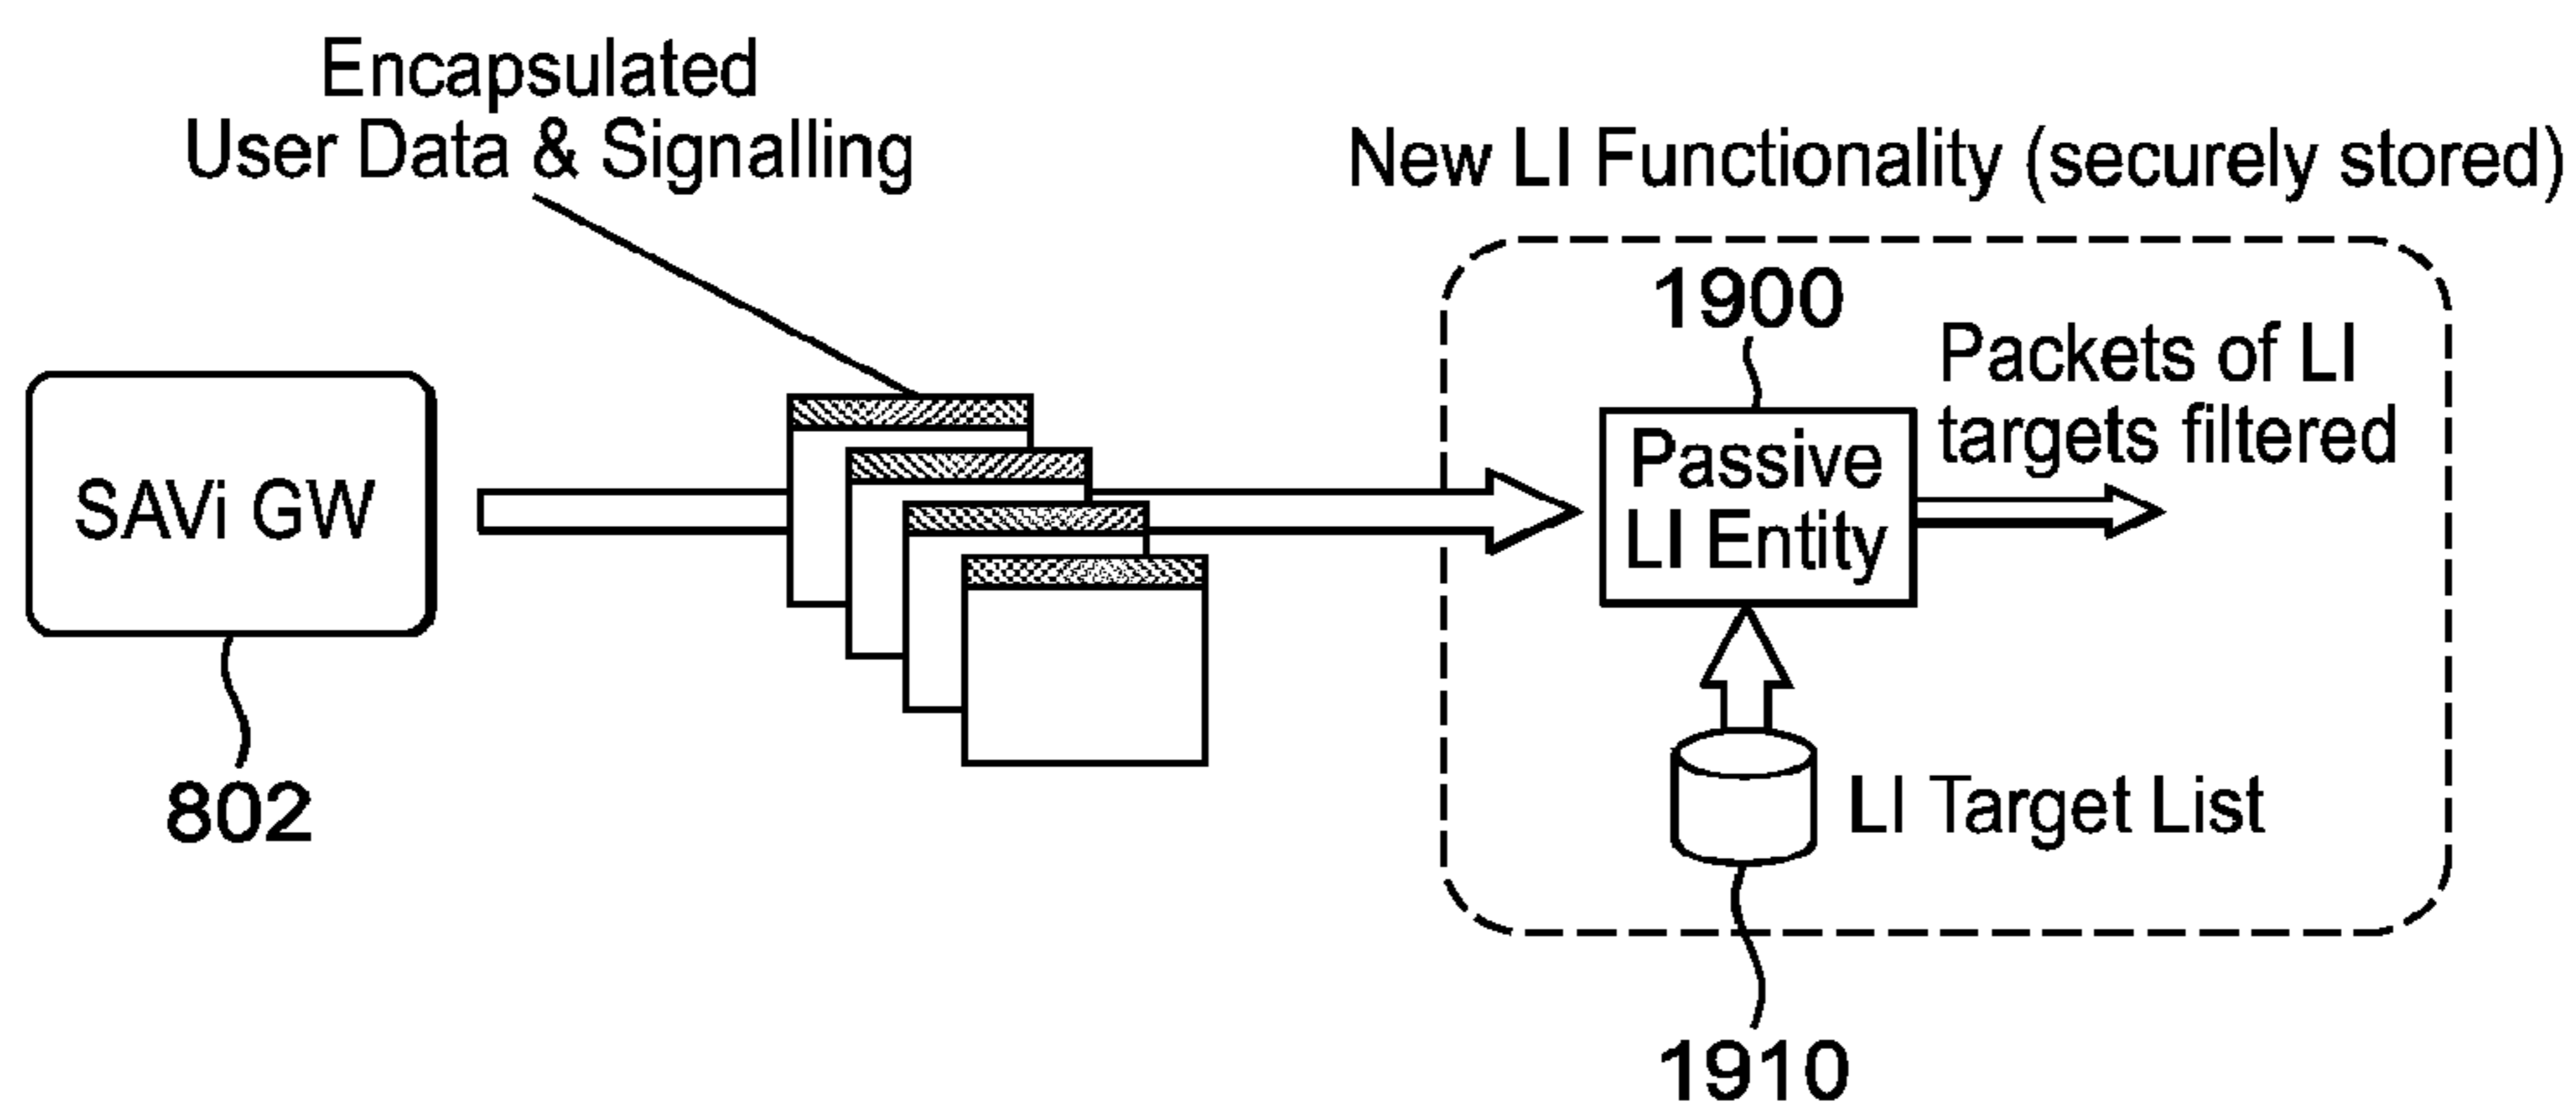 Encapsulated
User Data & Signalling
New LI Functionality (securely stored)
1900
Packets of LI
targets filtered
SAVi GW
Passive
LI Entity
802
LI Target List
1910